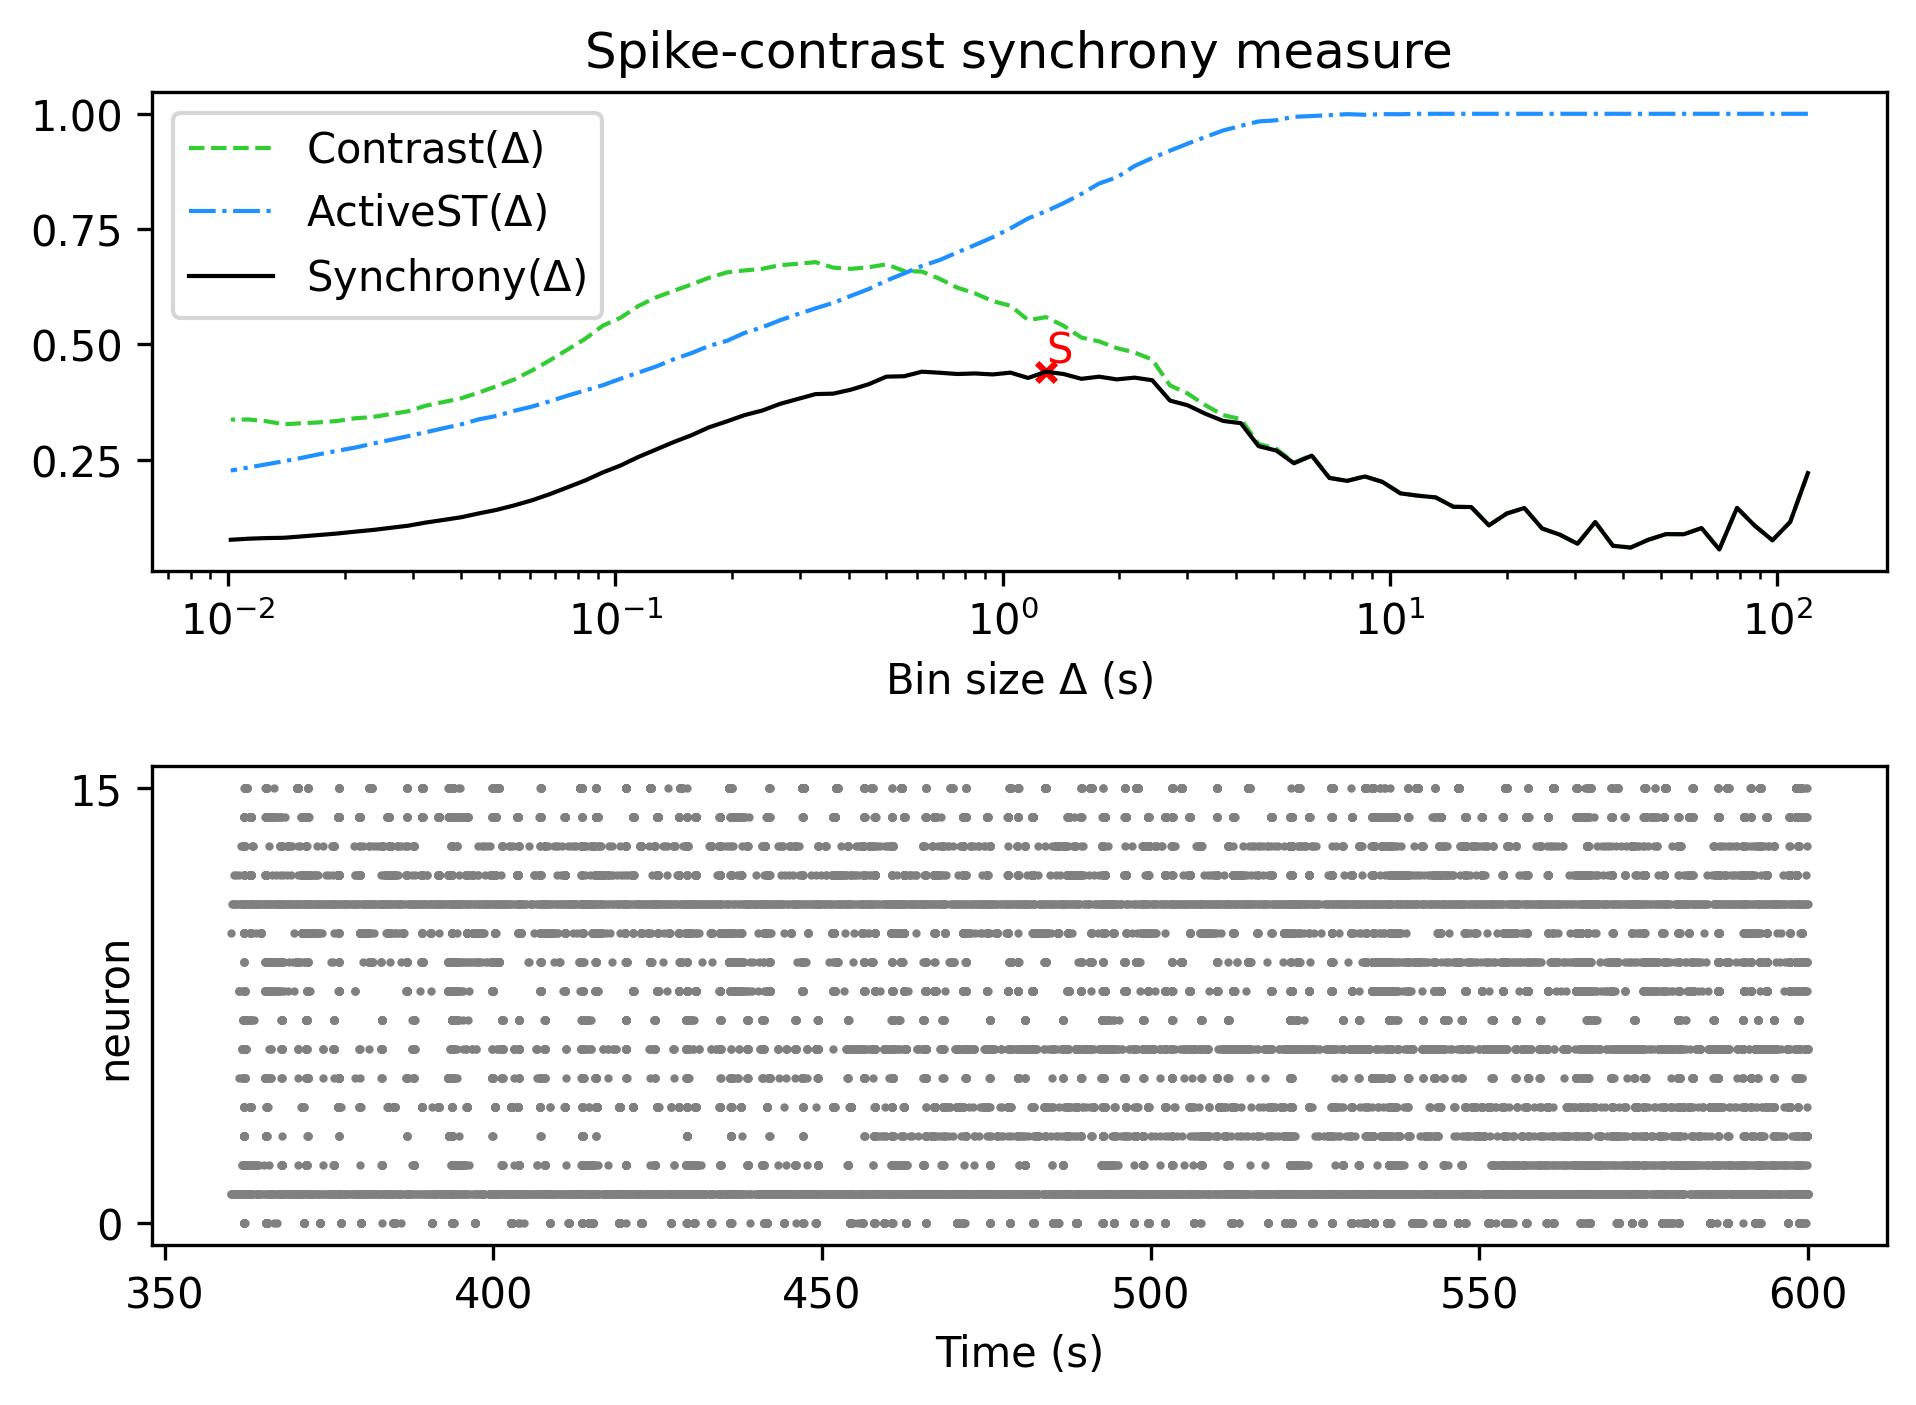 Spike-contrast synchrony measure
1.00
0.75
0.50
0.25
Contrast(Δ)
ActiveST(Δ)
Synchrony(Δ)
S
10⁻² 10⁻¹ 10⁰ 10¹ 10²
Bin size Δ (s)
15
0
neuron
350 400 450 500 550 600
Time (s)